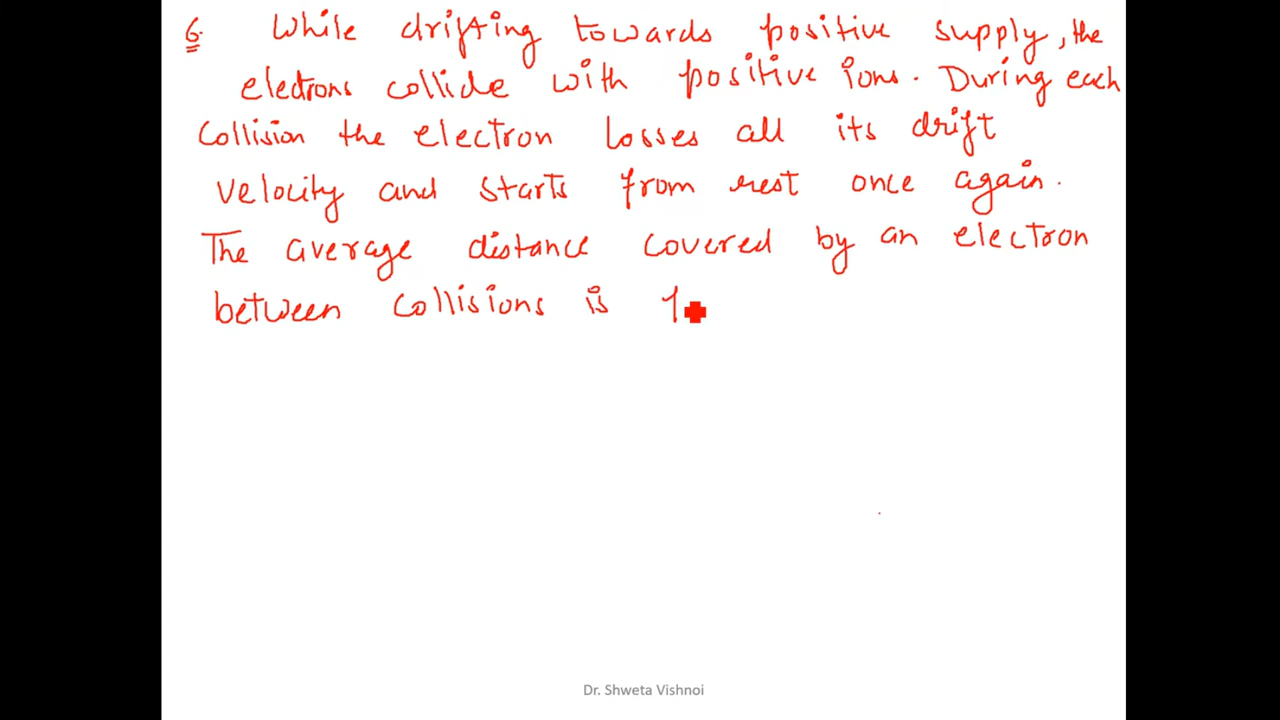 6. While drifting towards positive supply, the
electrons collide with positive ions. During each
collision the electron losses all its drift
velocity and starts from rest once again.
The average distance covered by an electron
between collisions is
Dr. Shweta Vishnoi